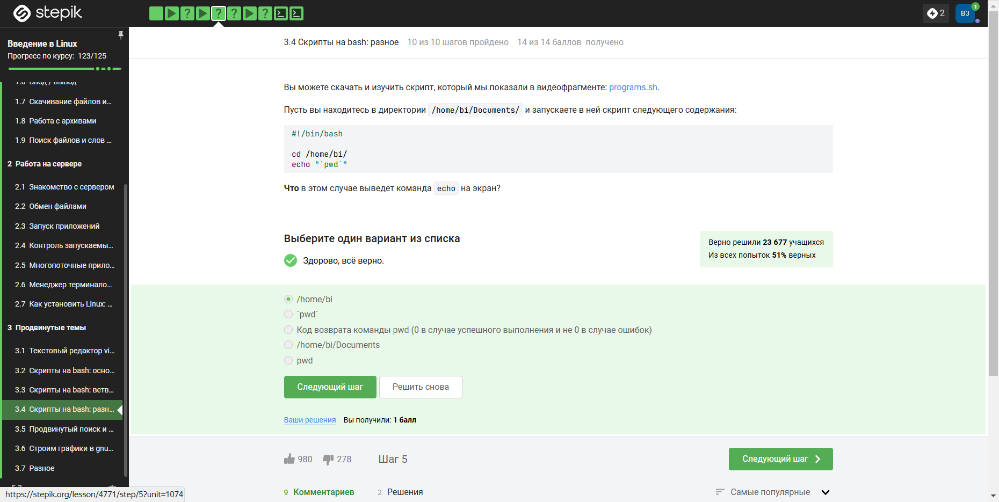 stepik
2
ВЗ
1
Введение в Linux
Прогресс по курсу: 123/125
1.6 Ввод / вывод
1.7 Скачивание файлов и...
1.8 Работа с архивами
1.9 Поиск файлов и слов ...
2 Работа на сервере
2.1 Знакомство с сервером
2.2 Обмен файлами
2.3 Запуск приложений
2.4 Контроль запускаемы...
2.5 Многопоточные прило...
2.6 Менеджер терминало...
2.7 Как установить Linux: ...
3 Продвинутые темы
3.1 Текстовый редактор vi...
3.2 Скрипты на bash: осно...
3.3 Скрипты на bash: ветв...
3.4 Скрипты на bash: разн...
3.5 Продвинутый поиск и ...
3.6 Строим графики в gnu...
3.7 Разное
https://stepik.org/lesson/4771/step/5?unit=1074
3.4 Скрипты на bash: разное 10 из 10 шагов пройдено 14 из 14 баллов получено
Вы можете скачать и изучить скрипт, который мы показали в видеофрагменте: programs.sh.
Пусть вы находитесь в директории /home/bi/Documents/ и запускаете в ней скрипт следующего содержания:
#!/bin/bash
cd /home/bi/
echo "`pwd`"
Что в этом случае выведет команда echo на экран?
Выберите один вариант из списка
Здорово, всё верно.
Верно решили 23 677 учащихся
Из всех попыток 51% верных
/home/bi
`pwd`
Код возврата команды pwd (0 в случае успешного выполнения и не 0 в случае ошибок)
/home/bi/Documents
pwd
Следующий шаг Решить снова
Ваши решения Вы получили: 1 балл
980 278 Шаг 5 Следующий шаг
9 Комментариев 2 Решения Самые популярные